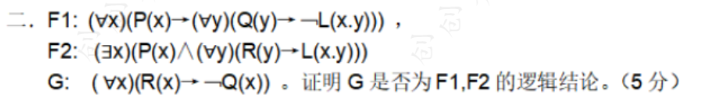 二．F1: (∀x)(P(x)→(∀y)(Q(y)→¬L(x.y))) ，
F2: (∃x)(P(x)∧(∀y)(R(y)→L(x.y)))
G: (∀x)(R(x)→¬Q(x)) 。证明 G 是否为 F1,F2 的逻辑结论。（5 分）